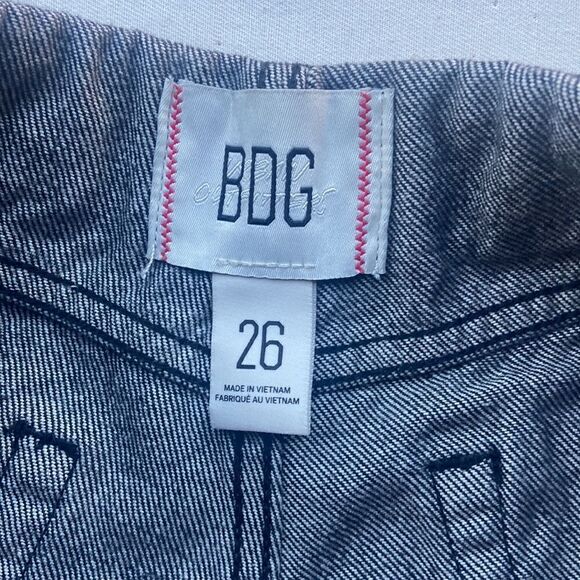 BDG
26
MADE IN VIETNAM
FABRIQUÉ AU VIETNAM